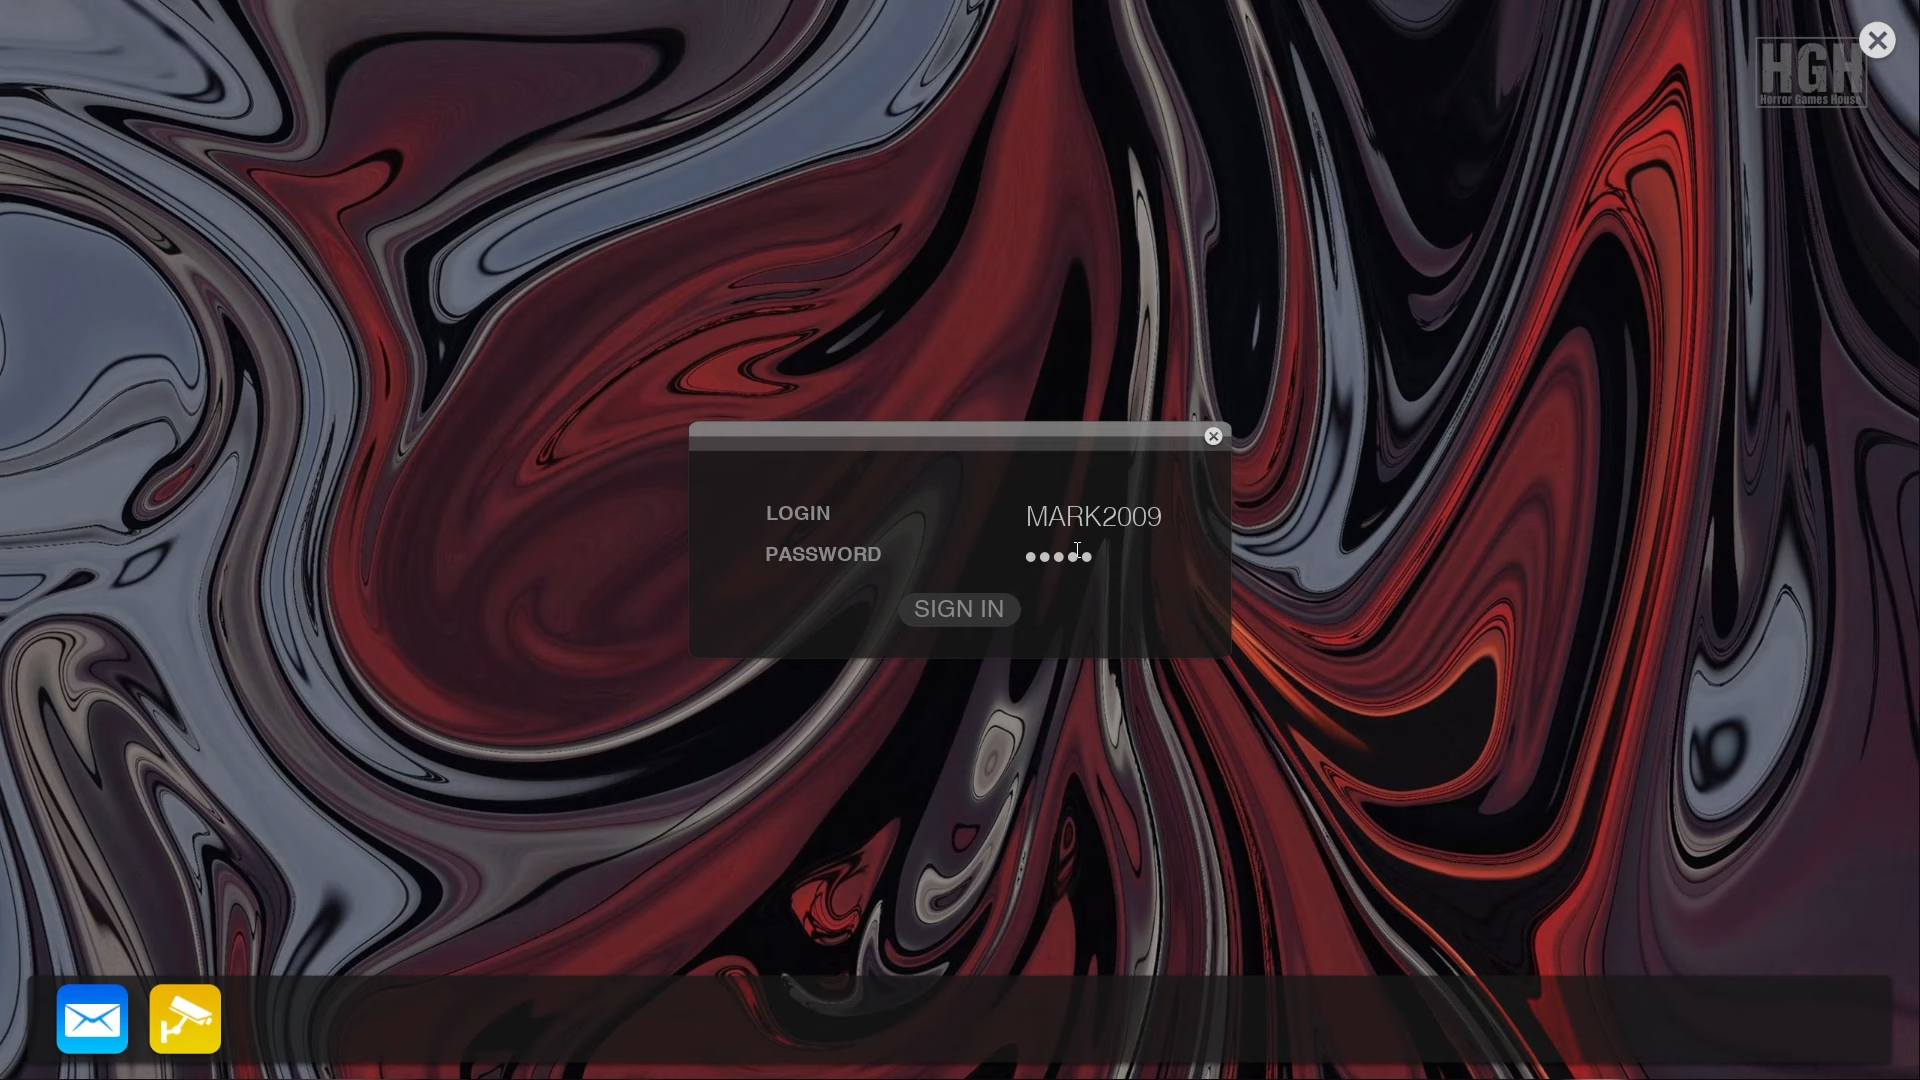 HGH
Horror Games House
LOGIN MARK2009
PASSWORD •••••
SIGN IN